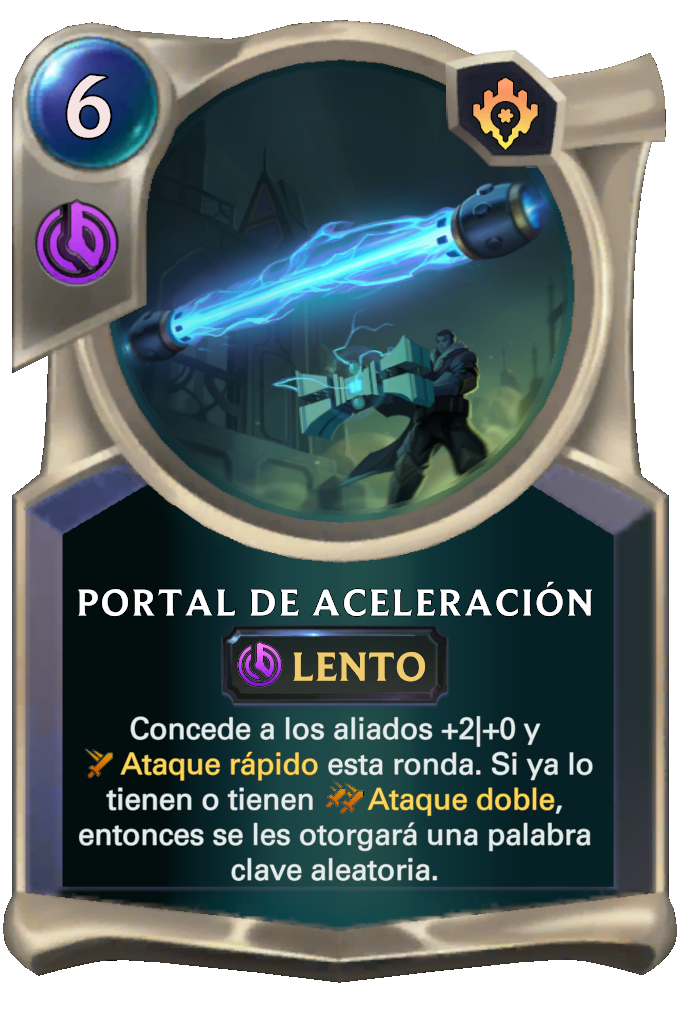 6
PORTAL DE ACELERACIÓN
LENTO
Concede a los aliados +2|+0 y
Ataque rápido esta ronda. Si ya lo
tienen o tienen Ataque doble,
entonces se les otorgará una palabra
clave aleatoria.